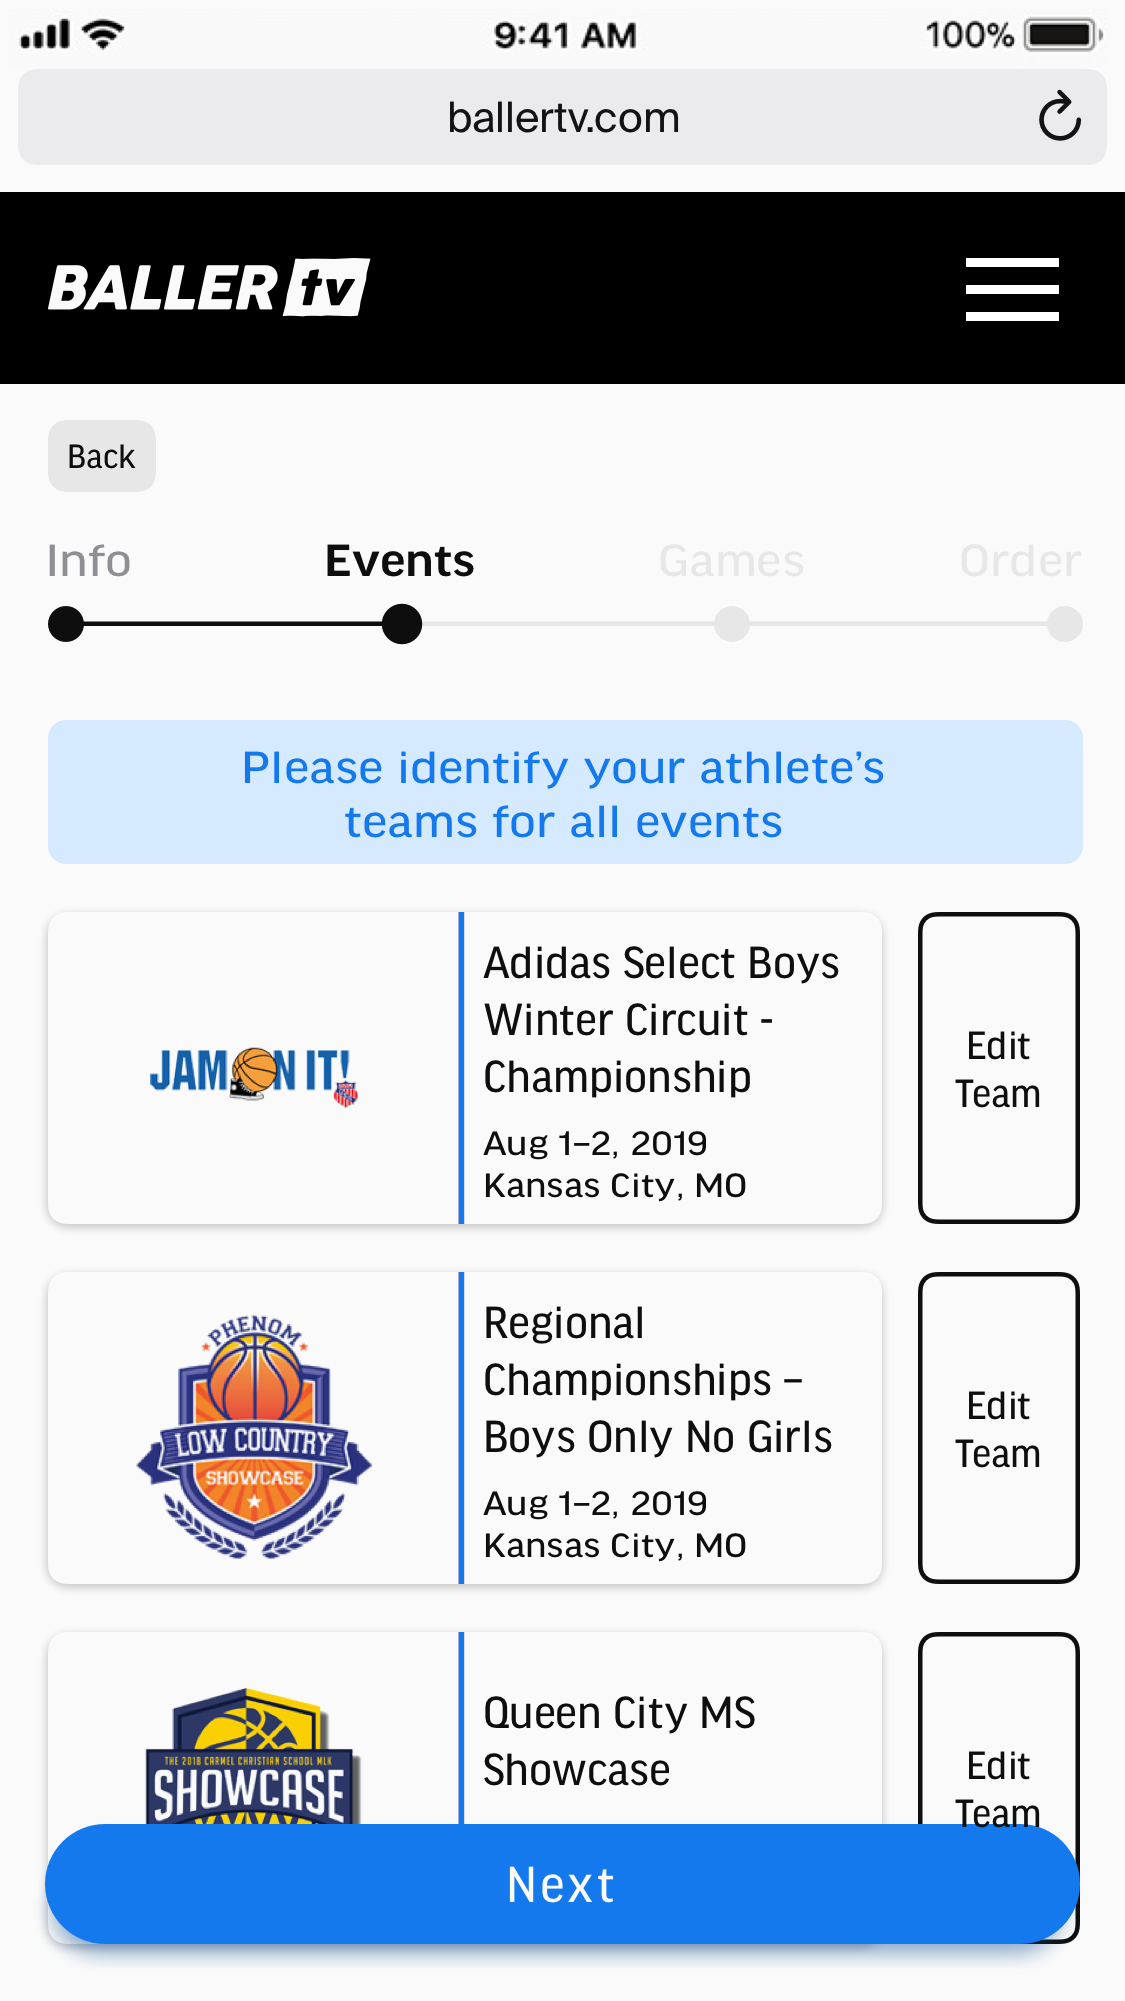 9:41 AM
100%
ballertv.com
BALLER tv
Back
Info
Events
Games
Order
Please identify your athlete’s
teams for all events
JAM ON IT!
Adidas Select Boys
Winter Circuit -
Championship
Aug 1–2, 2019
Kansas City, MO
Edit
Team
PHENOM
LOW COUNTRY
SHOWCASE
Regional
Championships –
Boys Only No Girls
Aug 1–2, 2019
Kansas City, MO
Edit
Team
THE 2018 CARMEL CHRISTIAN SCHOOL MLK
SHOWCASE
Queen City MS
Showcase
Edit
Team
Next